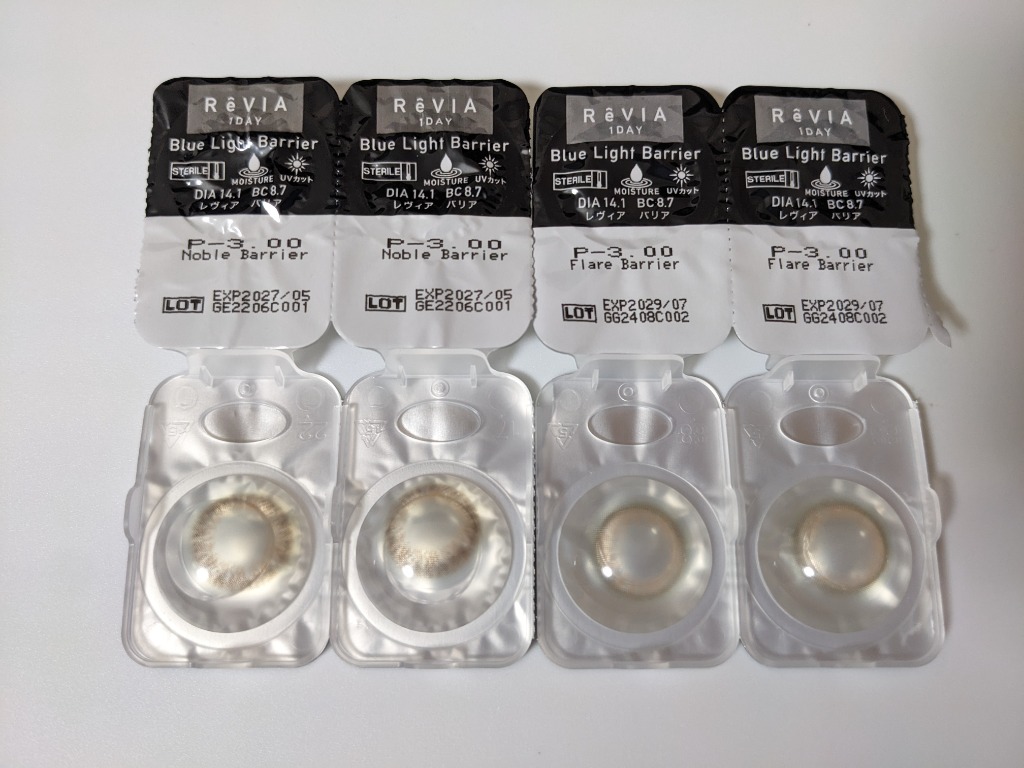 RêVIA
1DAY
Blue Light Barrier
STERILE
MOISTURE UVカット
DIA 14.1 BC 8.7
レヴィア バリア
P-3.00
Noble Barrier
LOT EXP2027/05
GE2206C001
RêVIA
1DAY
Blue Light Barrier
STERILE
MOISTURE UVカット
DIA 14.1 BC 8.7
レヴィア バリア
P-3.00
Noble Barrier
LOT EXP2027/05
GE2206C001
RêVIA
1DAY
Blue Light Barrier
STERILE
MOISTURE UVカット
DIA 14.1 BC 8.7
レヴィア バリア
P-3.00
Flare Barrier
LOT EXP2029/07
GG2408C002
RêVIA
1DAY
Blue Light Barrier
STERILE
MOISTURE UVカット
DIA 14.1 BC 8.7
レヴィア バリア
P-3.00
Flare Barrier
LOT EXP2029/07
GG2408C002